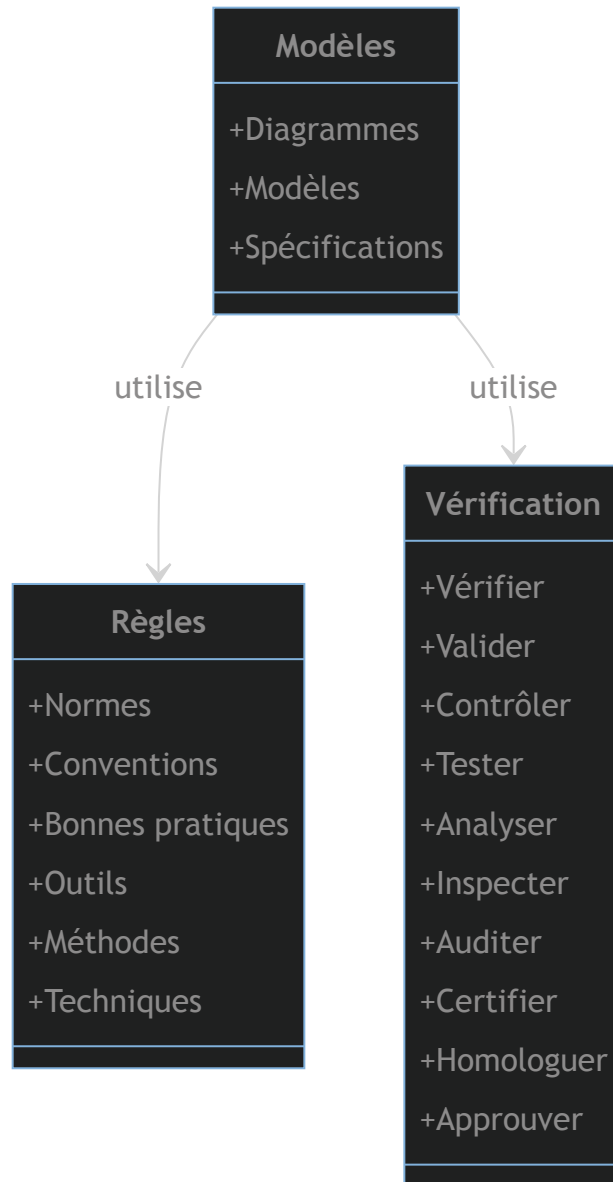 Modèles
+Diagrammes
+Modèles
+Spécifications
utilise
utilise
Règles
+Normes
+Conventions
+Bonnes pratiques
+Outils
+Méthodes
+Techniques
Vérification
+Vérifier
+Valider
+Contrôler
+Tester
+Analyser
+Inspecter
+Auditer
+Certifier
+Homologuer
+Approuver